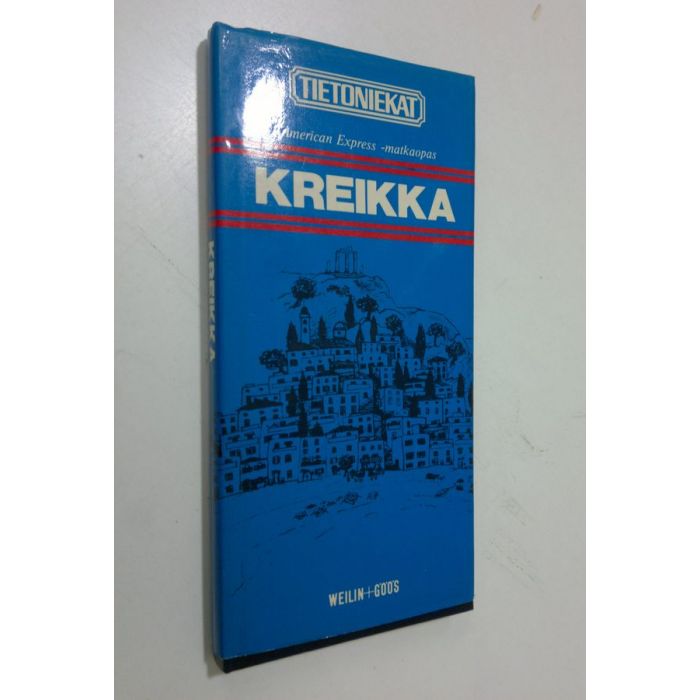 TIETONIEKAT
American Express -matkaopas
KREIKKA
KREIKKA
WEILIN+GÖÖS